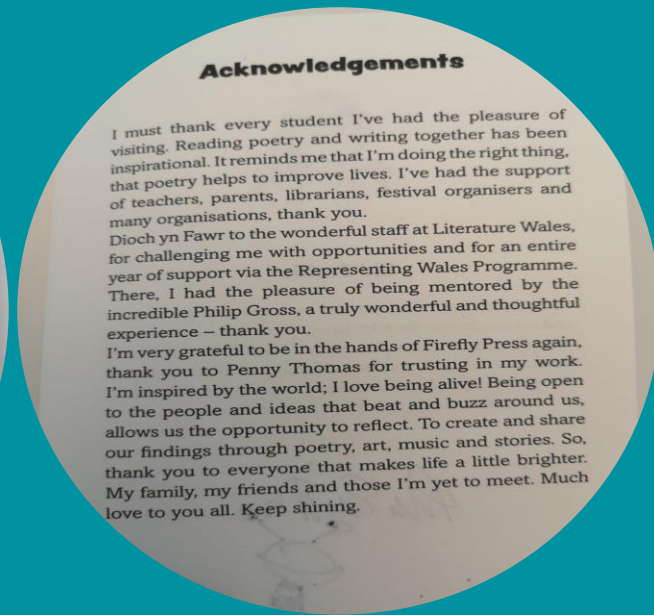 Acknowledgements
I must thank every student I've had the pleasure of
visiting. Reading poetry and writing together has been
inspirational. It reminds me that I'm doing the right thing,
that poetry helps to improve lives. I've had the support
of teachers, parents, librarians, festival organisers and
many organisations, thank you.
Dioch yn Fawr to the wonderful staff at Literature Wales,
for challenging me with opportunities and for an entire
year of support via the Representing Wales Programme.
There, I had the pleasure of being mentored by the
incredible Philip Gross, a truly wonderful and thoughtful
experience – thank you.
I'm very grateful to be in the hands of Firefly Press again,
thank you to Penny Thomas for trusting in my work.
I'm inspired by the world; I love being alive! Being open
to the people and ideas that beat and buzz around us,
allows us the opportunity to reflect. To create and share
our findings through poetry, art, music and stories. So,
thank you to everyone that makes life a little brighter.
My family, my friends and those I'm yet to meet. Much
love to you all. Keep shining.